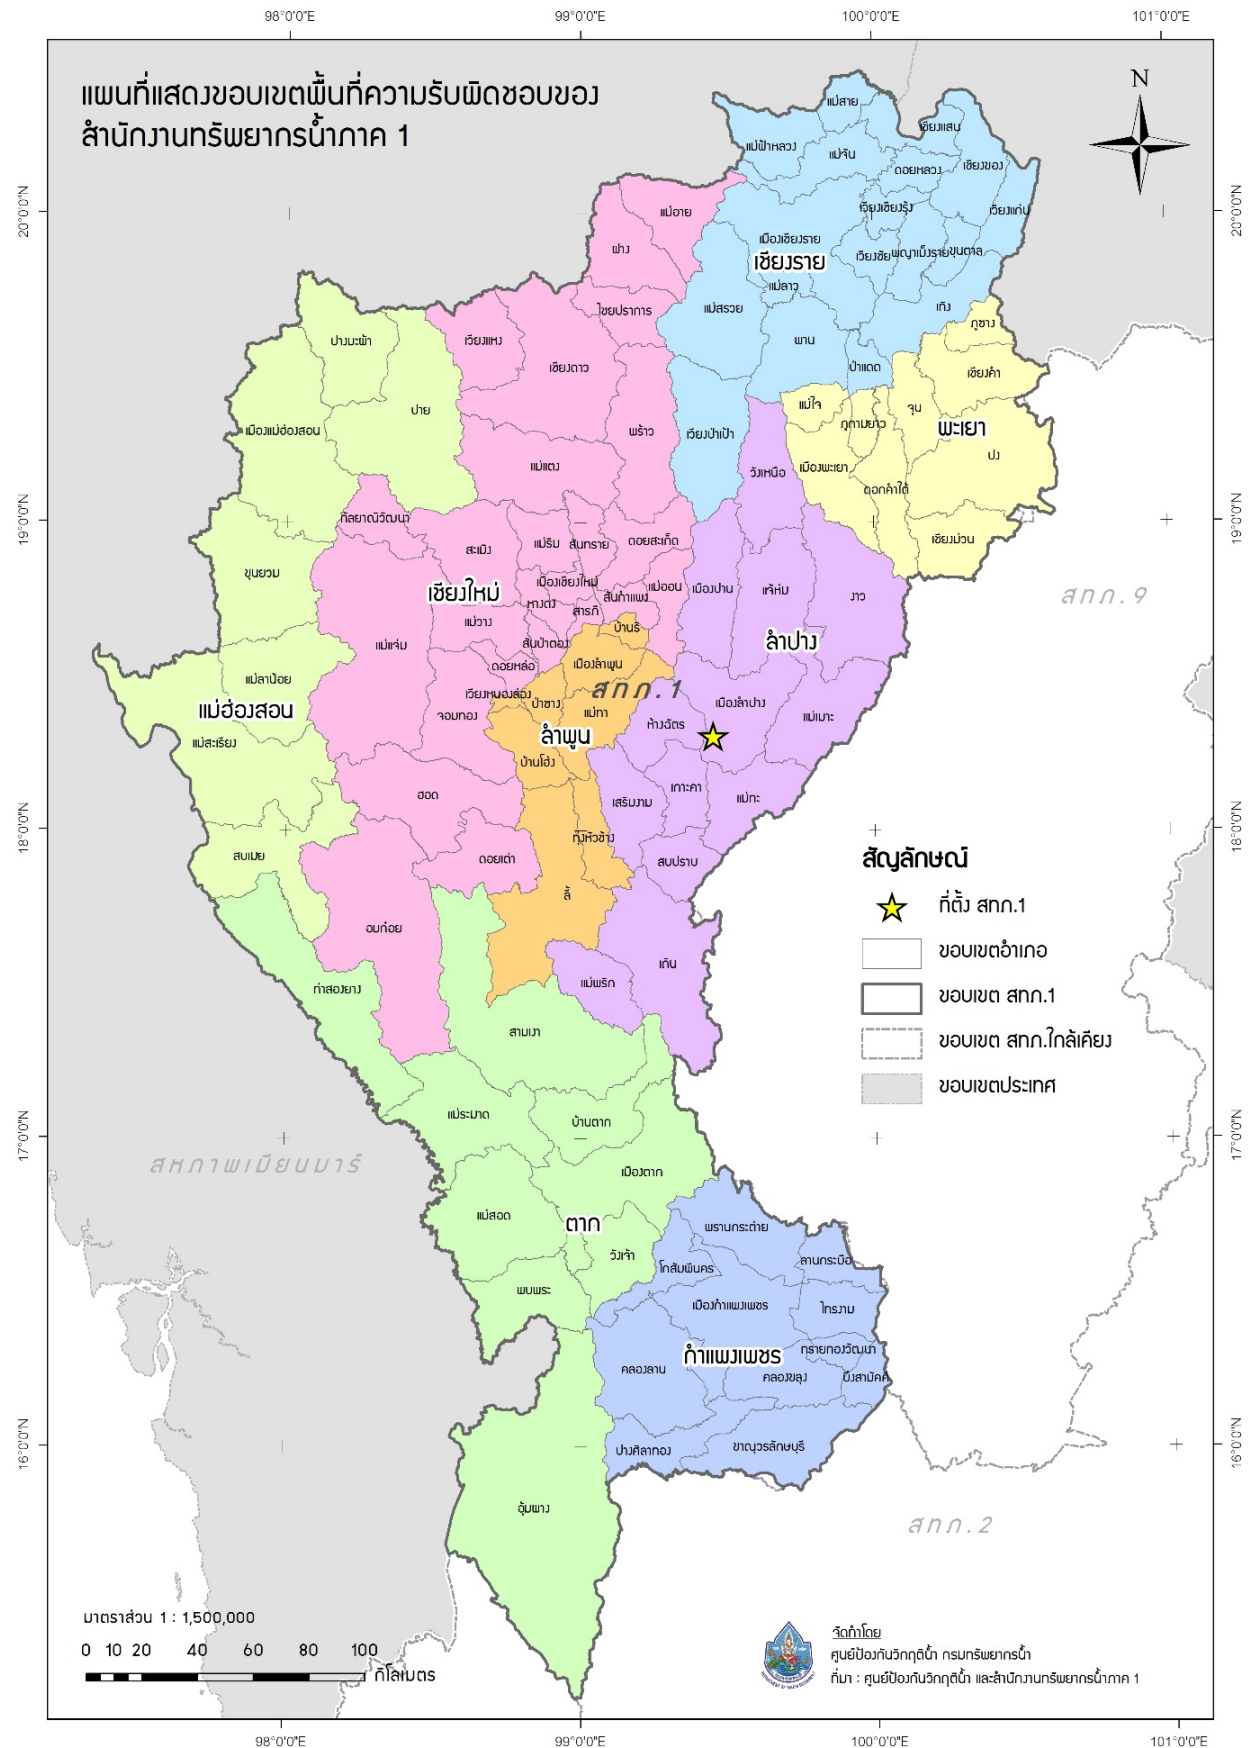 98°0'0"E 99°0'0"E 100°0'0"E 101°0'0"E
แผนที่แสดงขอบเขตพื้นที่ความรับผิดชอบของ
สำนักงานทรัพยากรน้ำภาค 1
N
แม่สาย
เชียงแสน
แม่ฟ้าหลวง แม่จัน
ดอยหลวง เชียงของ
20°0'0"N แม่อาย เวียงเชียงรุ้ง เวียงแก่น 20°0'0"N
ฝาง เมืองเชียงราย
เวียงชัย พญาเม็งราย ขุนตาล
เชียงราย
แม่ลาว
ไชยปราการ แม่สรวย เทิง
ภูซาง
ปางมะผ้า เวียงแหง พาน
เชียงดาว ป่าแดด เชียงคำ
ปาย แม่ใจ จุน
เมืองแม่ฮ่องสอน พร้าว เวียงป่าเป้า ภูกามยาว พะเยา
ปง
แม่แตง วังเหนือ เมืองพะเยา
ดอกคำใต้
19°0'0"N กัลยาณิวัฒนา 19°0'0"N
สะเมิง แม่ริม สันทราย ดอยสะเก็ด เชียงม่วน
ขุนยวม เมืองเชียงใหม่ แม่ออน เมืองปาน แจ้ห่ม งาว
เชียงใหม่ หางดง สันกำแพง สทภ.9
สารภี
แม่วาง บ้านธิ
แม่แจ่ม สันป่าตอง ลำปาง
ดอยหล่อ เมืองลำพูน
แม่ลาน้อย เวียงหนองล่อง สทภ.1
ป่าซาง เมืองลำปาง
แม่ฮ่องสอน จอมทอง แม่ทา ห้างฉัตร แม่เมาะ
แม่สะเรียง ลำพูน
บ้านโฮ่ง
ฮอด เสริมงาม เกาะคา แม่ทะ
18°0'0"N ทุ่งหัวช้าง 18°0'0"N
สบเมย ดอยเต่า สบปราบ
ลี้
อมก๋อย
เถิน
ท่าสองยาง แม่พริก
สามเงา
สัญลักษณ์
ที่ตั้ง สทภ.1
ขอบเขตอำเภอ
ขอบเขต สทภ.1
ขอบเขต สทภ.ใกล้เคียง
ขอบเขตประเทศ
แม่ระมาด บ้านตาก
17°0'0"N 17°0'0"N
สหภาพเมียนมาร์
เมืองตาก
แม่สอด ตาก พรานกระต่าย
วังเจ้า โกสัมพีนคร ลานกระบือ
พบพระ เมืองกำแพงเพชร ไทรงาม
กำแพงเพชร ทรายทองวัฒนา
คลองลาน คลองขลุง บึงสามัคคี
16°0'0"N ปางศิลาทอง ขาณุวรลักษบุรี 16°0'0"N
อุ้มผาง สทภ.2
มาตราส่วน 1 : 1,500,000
0 10 20 40 60 80 100
กิโลเมตร
จัดทำโดย
ศูนย์ป้องกันวิกฤติน้ำ กรมทรัพยากรน้ำ
ที่มา : ศูนย์ป้องกันวิกฤติน้ำ และสำนักงานทรัพยากรน้ำภาค 1
98°0'0"E 99°0'0"E 100°0'0"E 101°0'0"E